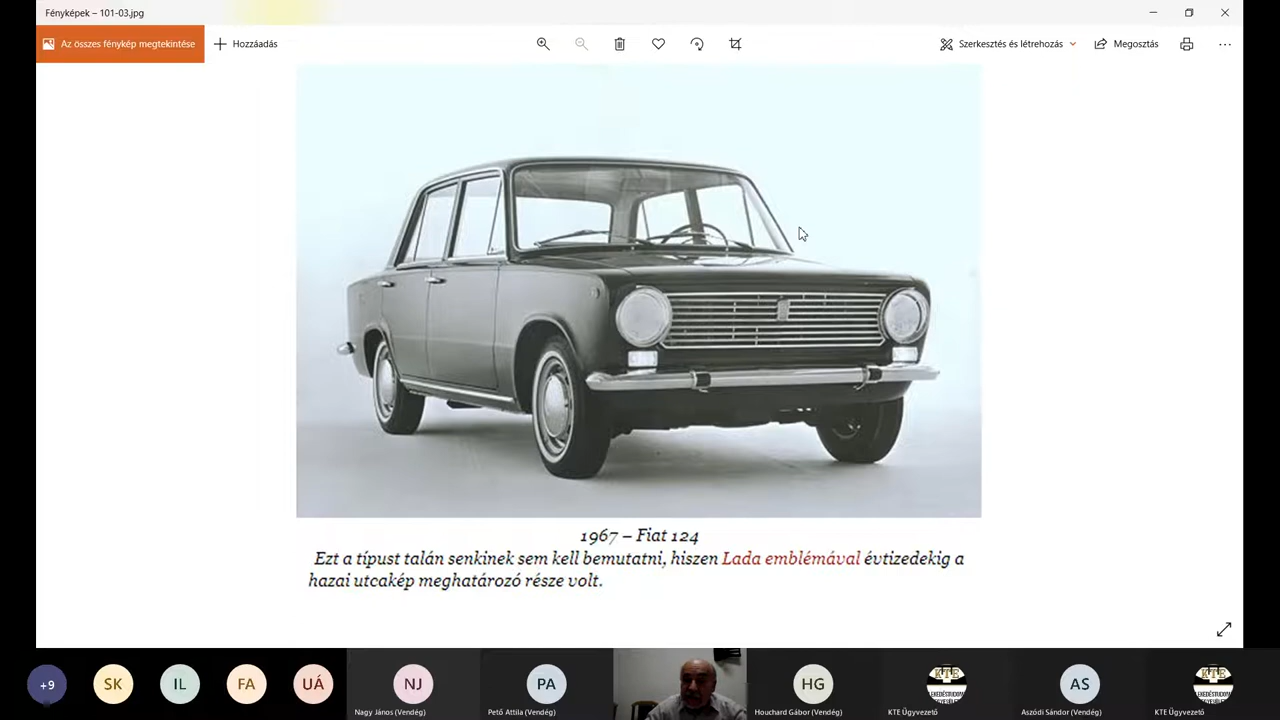 Fényképek – 101-03.jpg
Az összes fénykép megtekintése
Hozzáadás
Szerkesztés és létrehozás
Megosztás
1967 – Fiat 124
Ezt a típust talán senkinek sem kell bemutatni, hiszen Lada emblémával évtizedekig a
hazai utcakép meghatározó része volt.
+9
SK
IL
FA
UÁ
NJ
PA
HG
KTE
AS
KTE
Nagy János (Vendég)
Pető Attila (Vendég)
Houchard Gábor (Vendég)
KTE Ügyvezető
Aszódi Sándor (Vendég)
KTE Ügyvezető